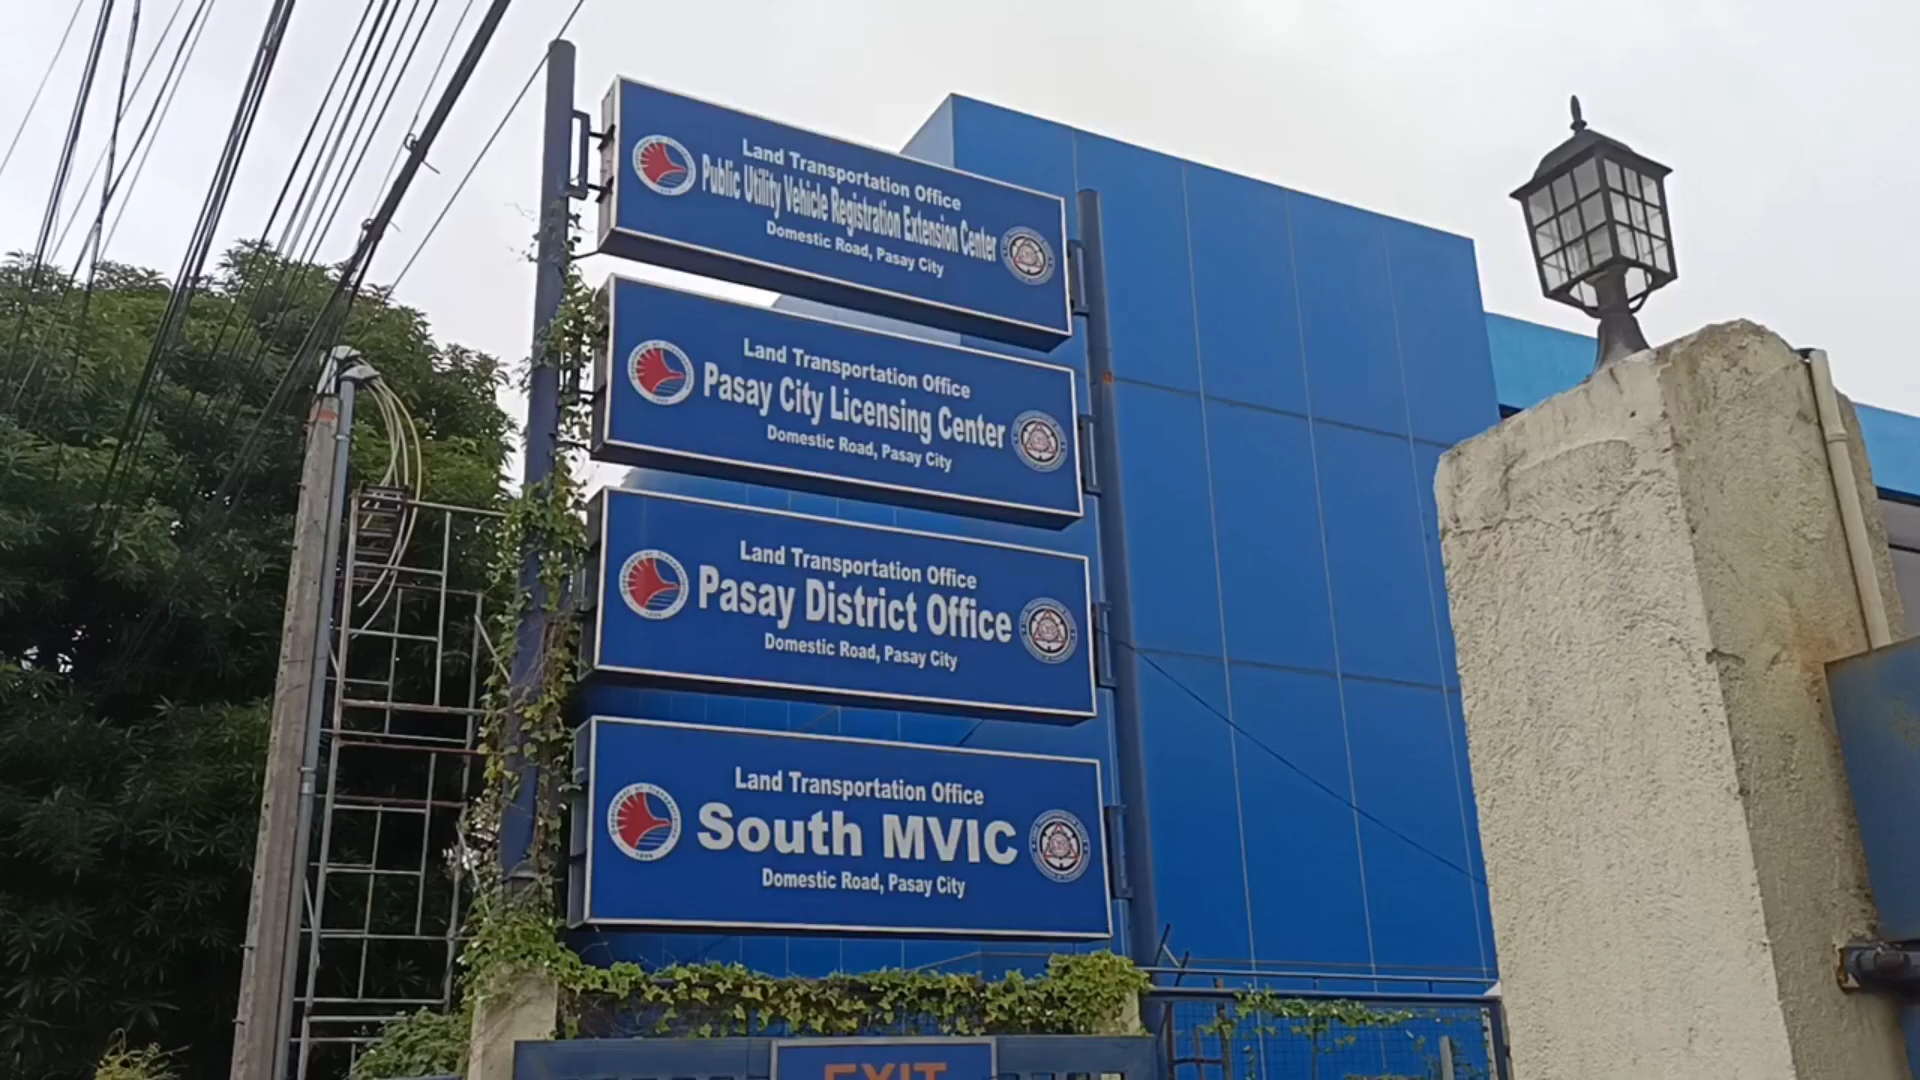 Land Transportation Office
Public Utility Vehicle Registration Extension Center
Domestic Road, Pasay City
Land Transportation Office
Pasay City Licensing Center
Domestic Road, Pasay City
Land Transportation Office
Pasay District Office
Domestic Road, Pasay City
Land Transportation Office
South MVIC
Domestic Road, Pasay City
EXIT